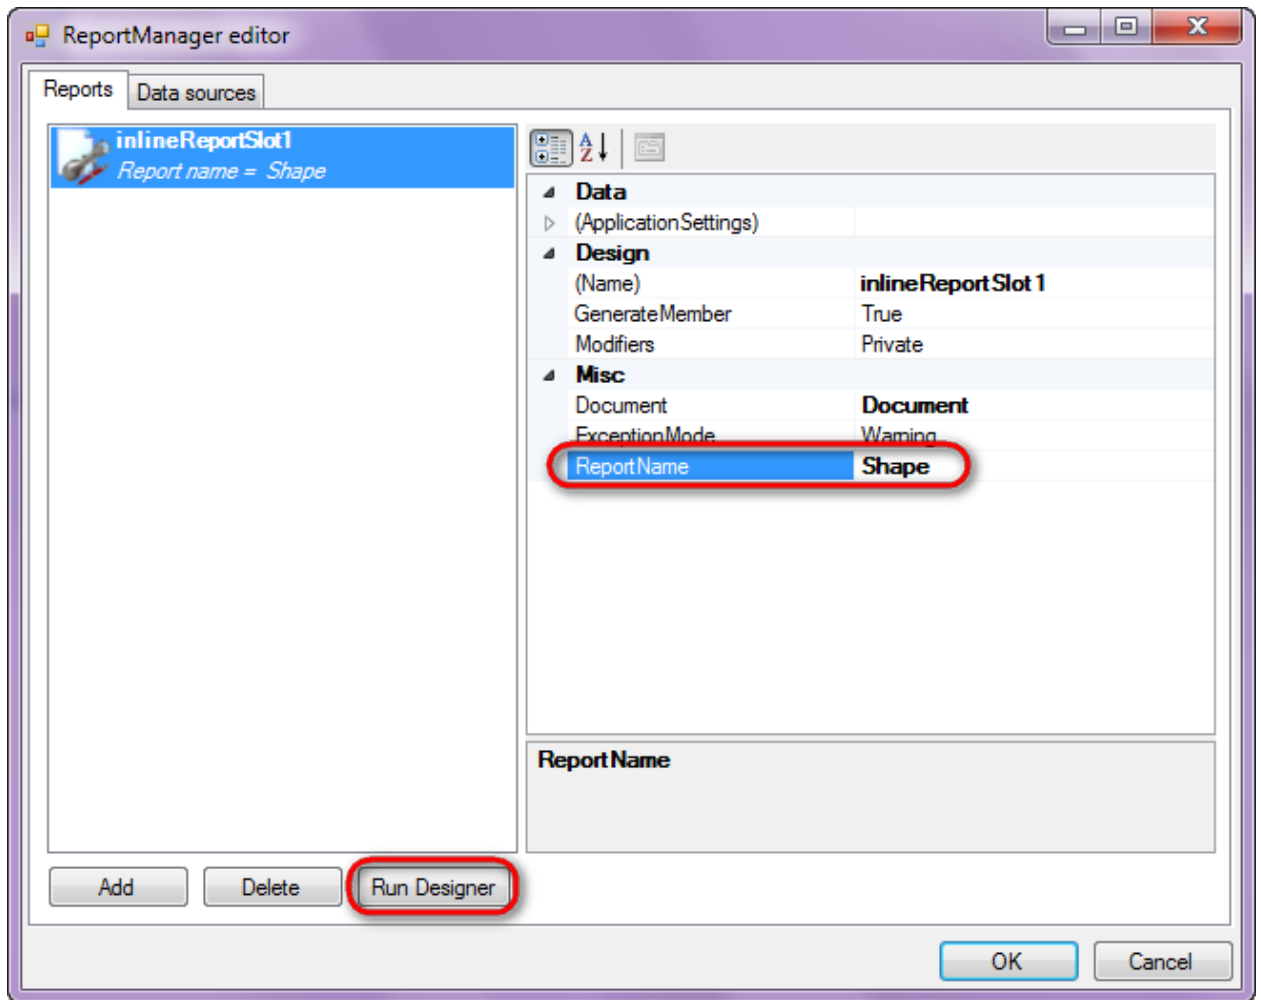 ReportManager editor
Reports
Data sources
inlineReportSlot1
Report name = Shape
Data
(ApplicationSettings)
Design
(Name) inlineReportSlot1
GenerateMember True
Modifiers Private
Misc
Document Document
ExceptionMode Warning
ReportName Shape
ReportName
Add
Delete
Run Designer
OK
Cancel